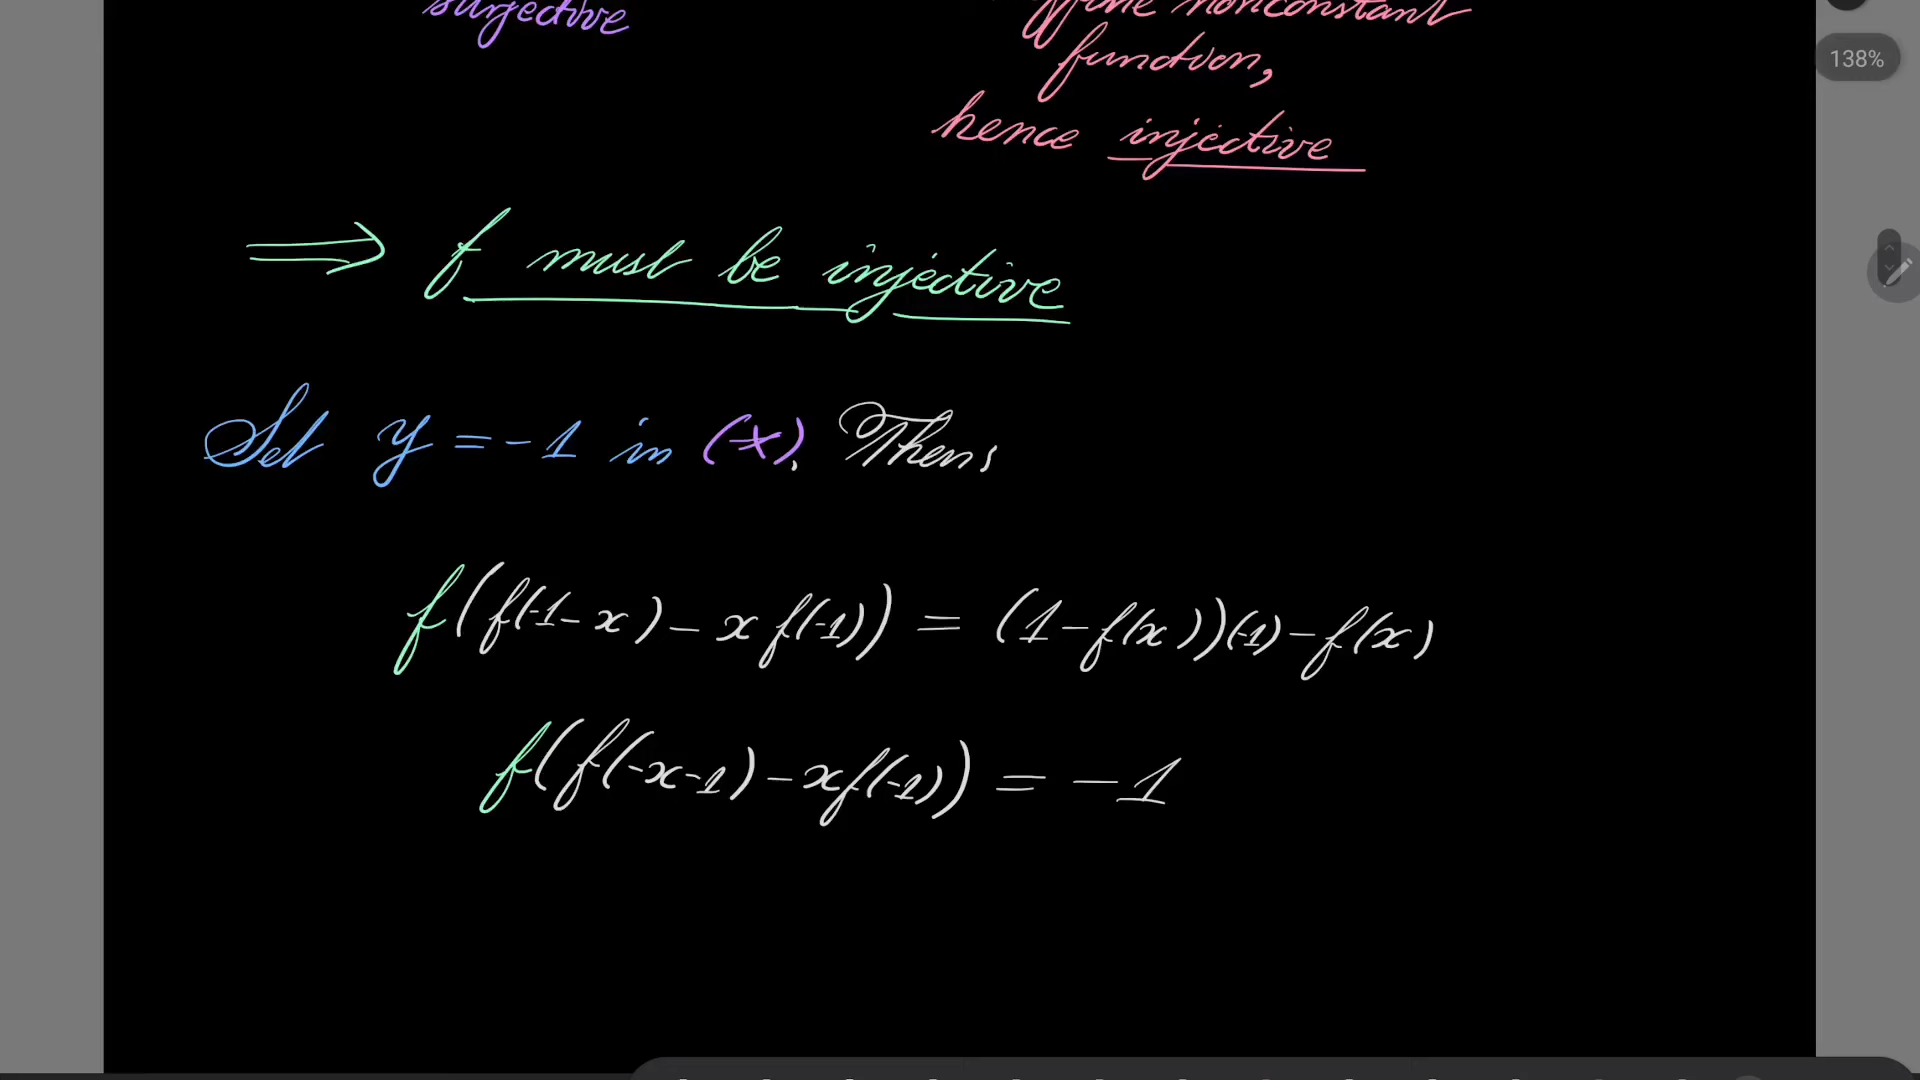 surjective
nonconstant
function,
hence injective
138%
⟹ f must be injective
Set y = -1 in (*). Then,
f(f(-1-x) - x f(-1)) = (1-f(x))(-1) - f(x)
f(f(-x-1) - xf(-1)) = -1